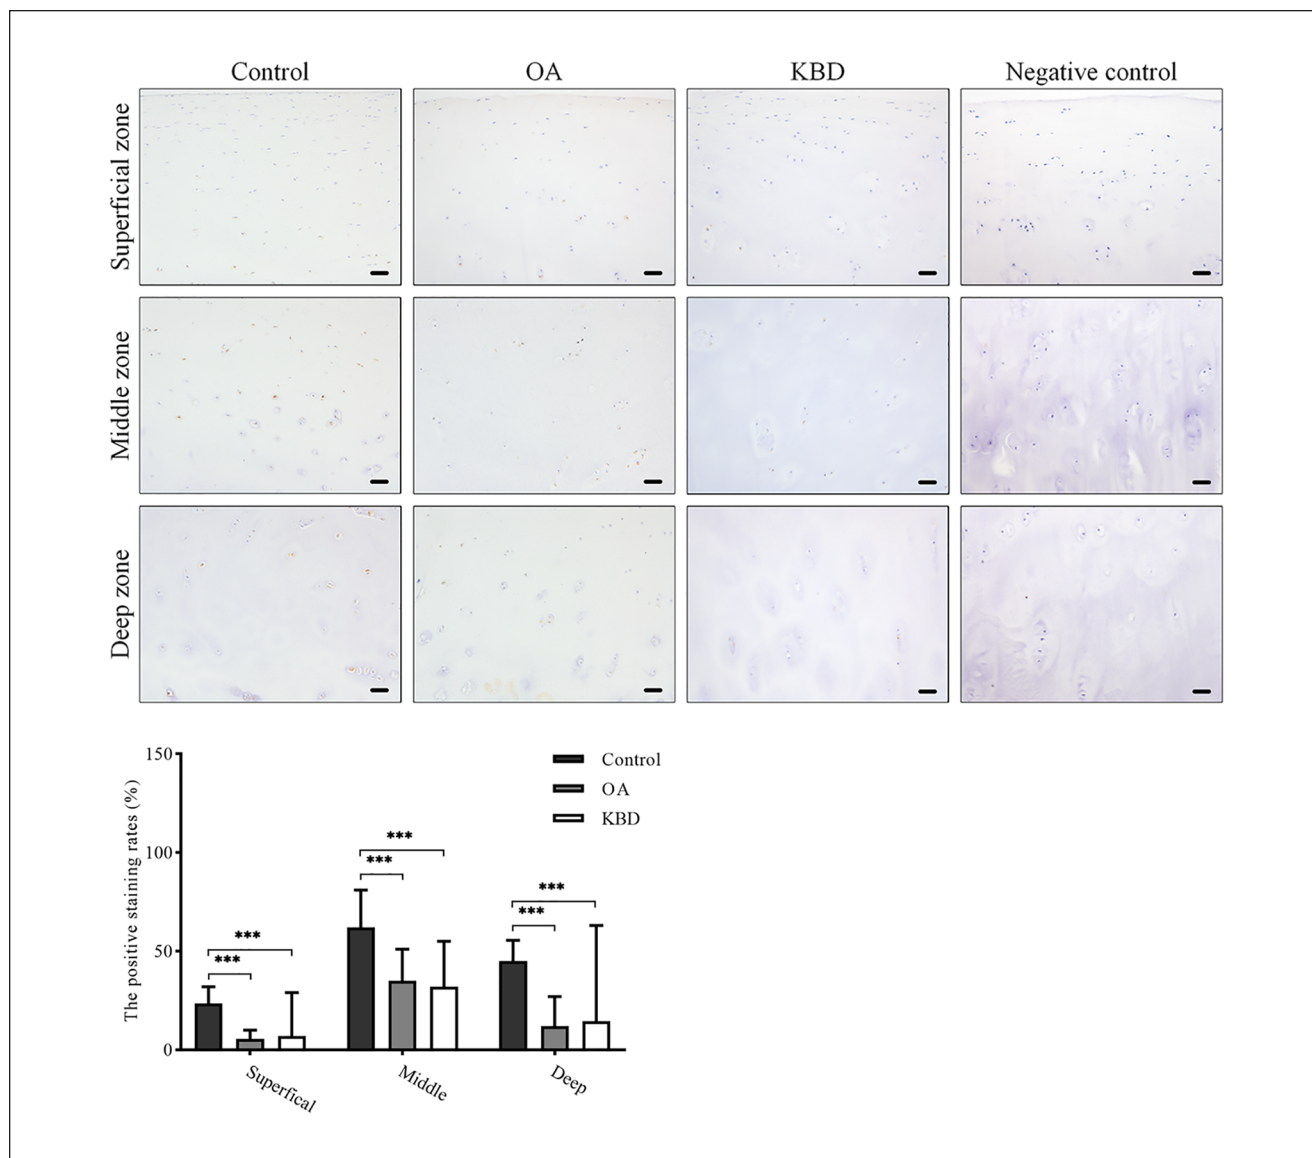 Control OA KBD Negative control
Superficial zone
Middle zone
Deep zone
The positive staining rates (%)
150
100
50
0
Control
OA
KBD
***
***
***
***
***
***
Superfical
Middle
Deep